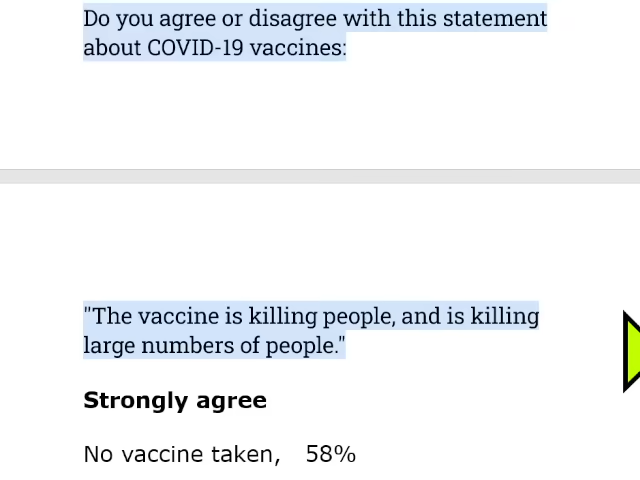 Do you agree or disagree with this statement
about COVID-19 vaccines:
"The vaccine is killing people, and is killing
large numbers of people."
Strongly agree
No vaccine taken, 58%